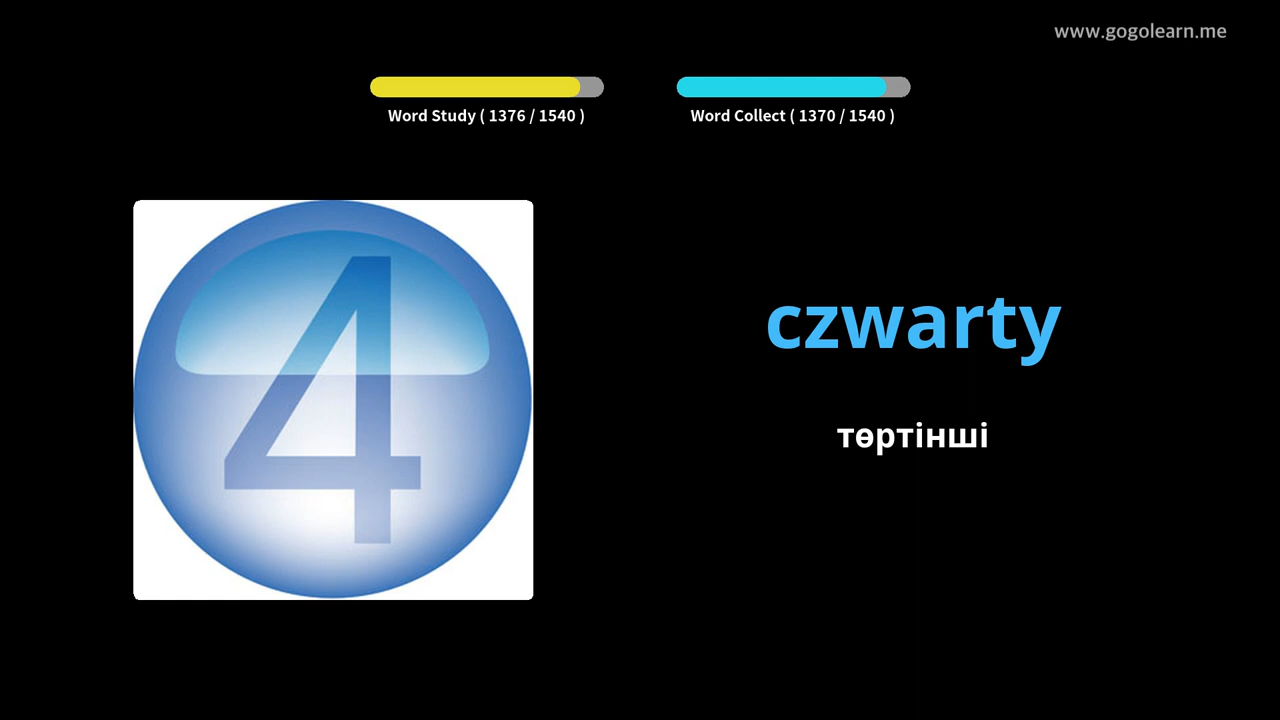 www.gogolearn.me
Word Study ( 1376 / 1540 )
Word Collect ( 1370 / 1540 )
4
czwarty
төртінші